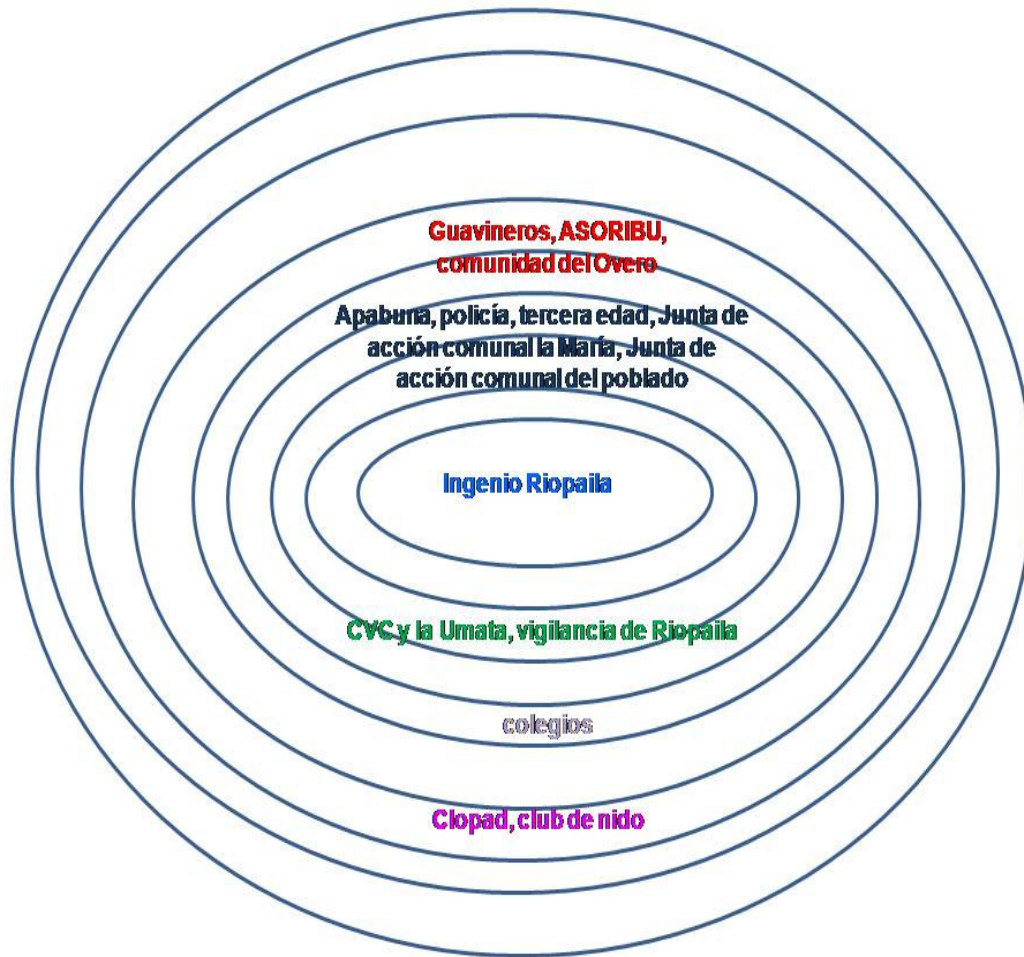 Guavineros, ASORIBU,
comunidad del Overo
Apabuna, policía, tercera edad, Junta de
acción comunal la María, Junta de
acción comunal del poblado
Ingenio Riopaila
CVC y la Umata, vigilancia de Riopaila
colegios
Clopad, club de nido